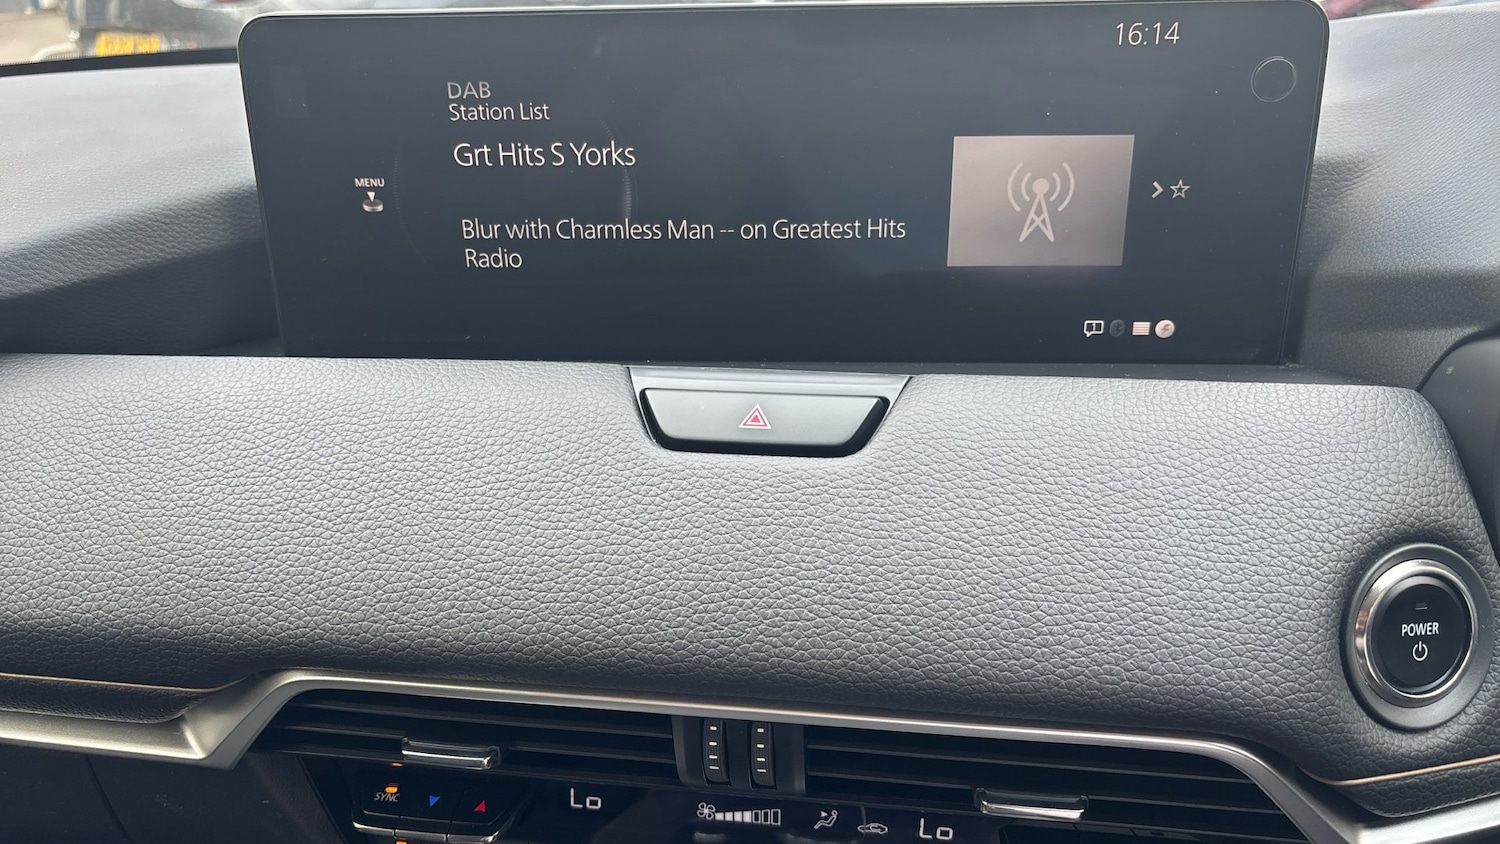 16:14
DAB
Station List
Grt Hits S Yorks
MENU
Blur with Charmless Man -- on Greatest Hits
Radio
POWER
SYNC
Lo
Lo